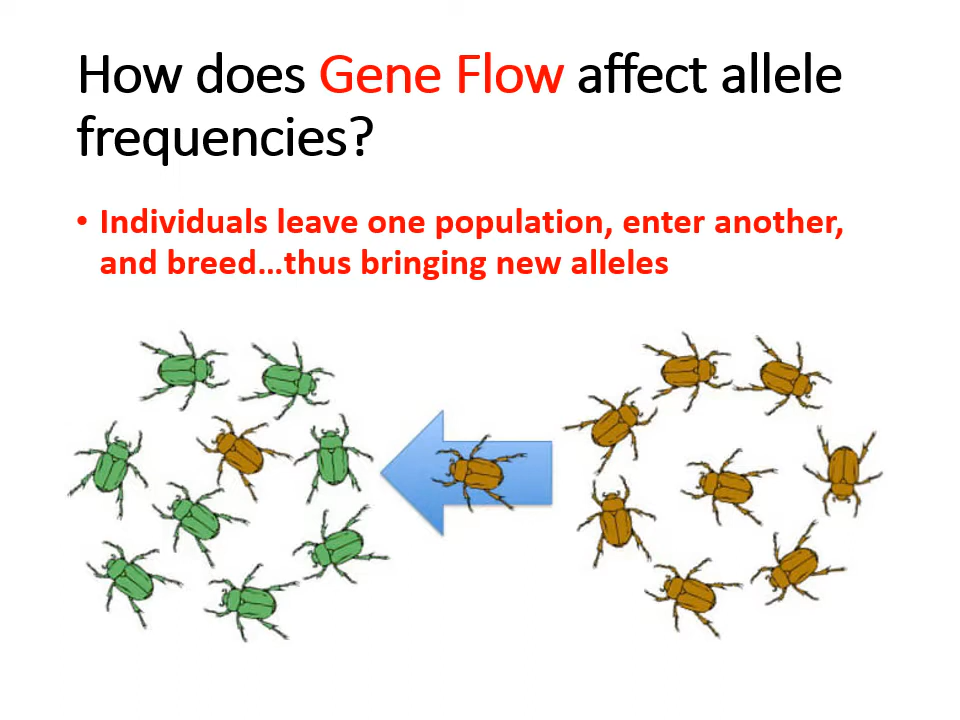 How does Gene Flow affect allele
frequencies?
• Individuals leave one population, enter another,
and breed…thus bringing new alleles